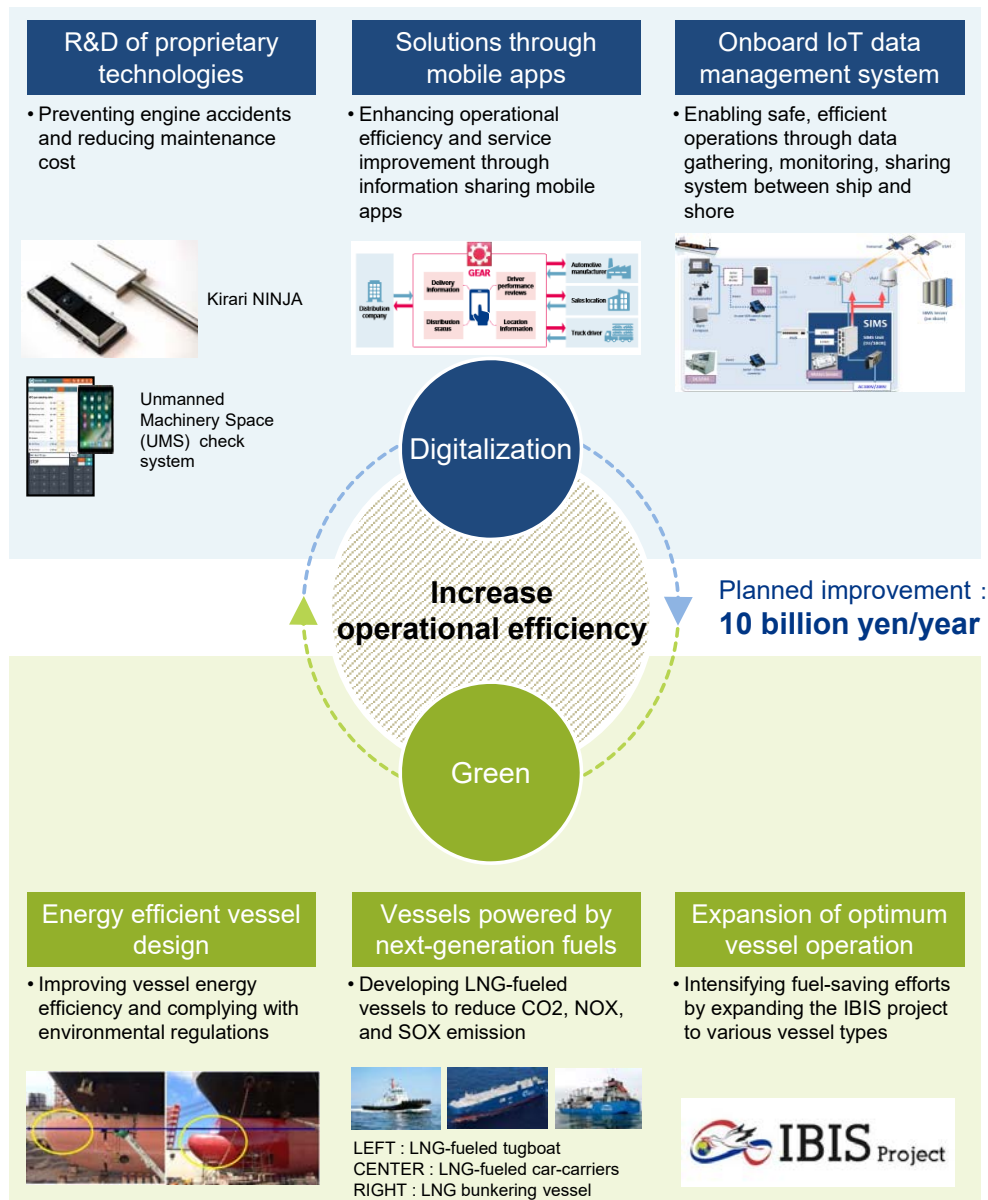 R&D of proprietary
technologies
• Preventing engine accidents
and reducing maintenance
cost
Kirari NINJA
Unmanned
Machinery Space
(UMS) check
system
Solutions through
mobile apps
• Enhancing operational
efficiency and service
improvement through
information sharing mobile
apps
GEAR
Distribution
company
Delivery
information
Driver
performance
reviews
Distribution
status
Location
information
Automotive
manufacturer
Sales location
Truck driver
Onboard IoT data
management system
• Enabling safe, efficient
operations through data
gathering, monitoring, sharing
system between ship and
shore
SIMS
Digitalization
Increase
operational efficiency
Planned improvement :
10 billion yen/year
Green
Energy efficient vessel
design
• Improving vessel energy
efficiency and complying with
environmental regulations
Vessels powered by
next-generation fuels
• Developing LNG-fueled
vessels to reduce CO2, NOX,
and SOX emission
LEFT : LNG-fueled tugboat
CENTER : LNG-fueled car-carriers
RIGHT : LNG bunkering vessel
Expansion of optimum
vessel operation
• Intensifying fuel-saving efforts
by expanding the IBIS project
to various vessel types
IBIS Project